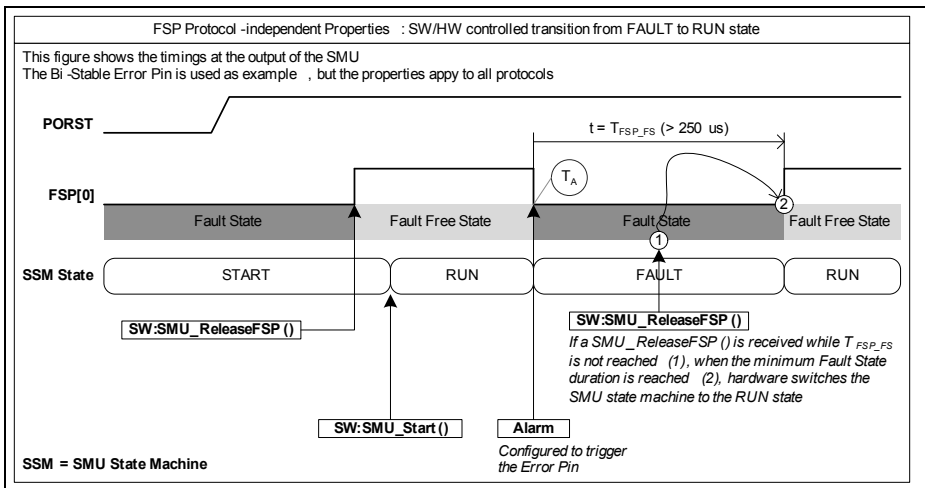 FSP Protocol -independent Properties : SW/HW controlled transition from FAULT to RUN state
This figure shows the timings at the output of the SMU
The Bi -Stable Error Pin is used as example , but the properties appy to all protocols
PORST
t = TFSP_FS (> 250 us)
TA
FSP[0]
2
Fault State
Fault Free State
Fault State
Fault Free State
1
SSM State
START
RUN
FAULT
RUN
SW:SMU_ReleaseFSP ()
SW:SMU_ReleaseFSP ()
If a SMU_ReleaseFSP () is received while T FSP_FS
is not reached (1), when the minimum Fault State
duration is reached (2), hardware switches the
SMU state machine to the RUN state
SW:SMU_Start ()
Alarm
Configured to trigger
the Error Pin
SSM = SMU State Machine